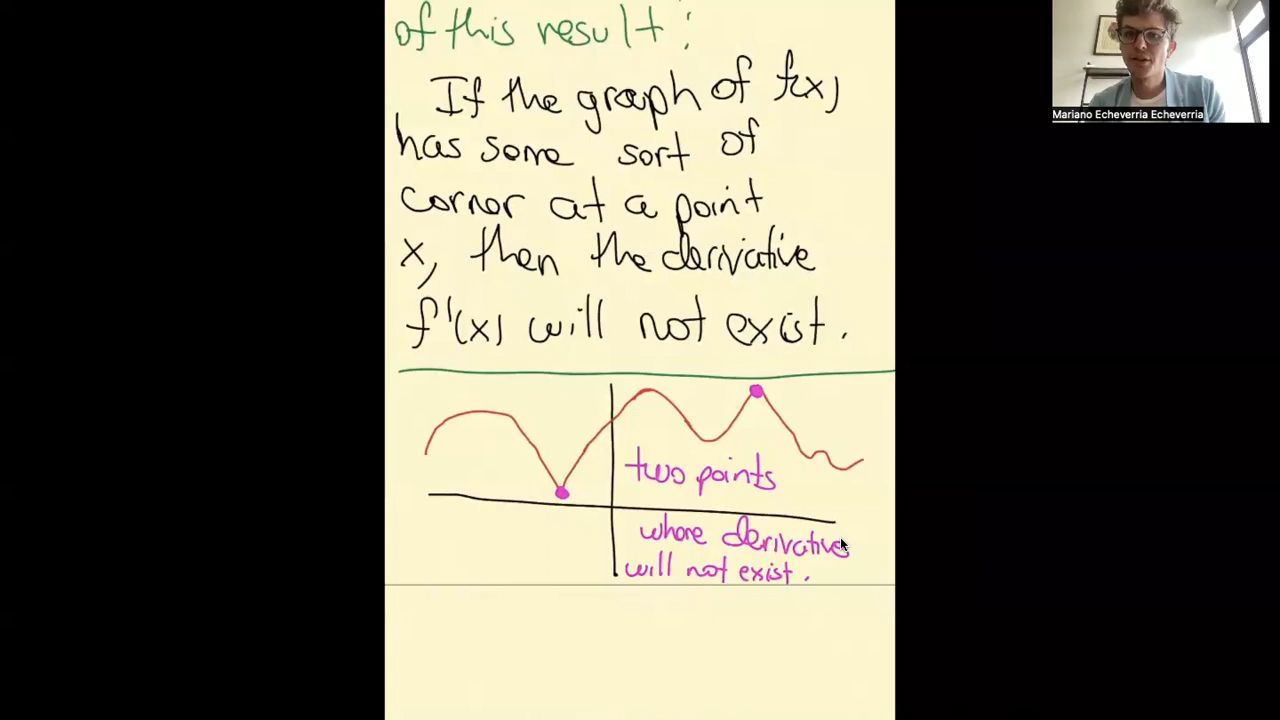 of this result:
If the graph of f(x)
has some sort of
corner at a point
x, then the derivative
f'(x) will not exist.
two points
where derivative
will not exist.
Mariano Echeverria Echeverria